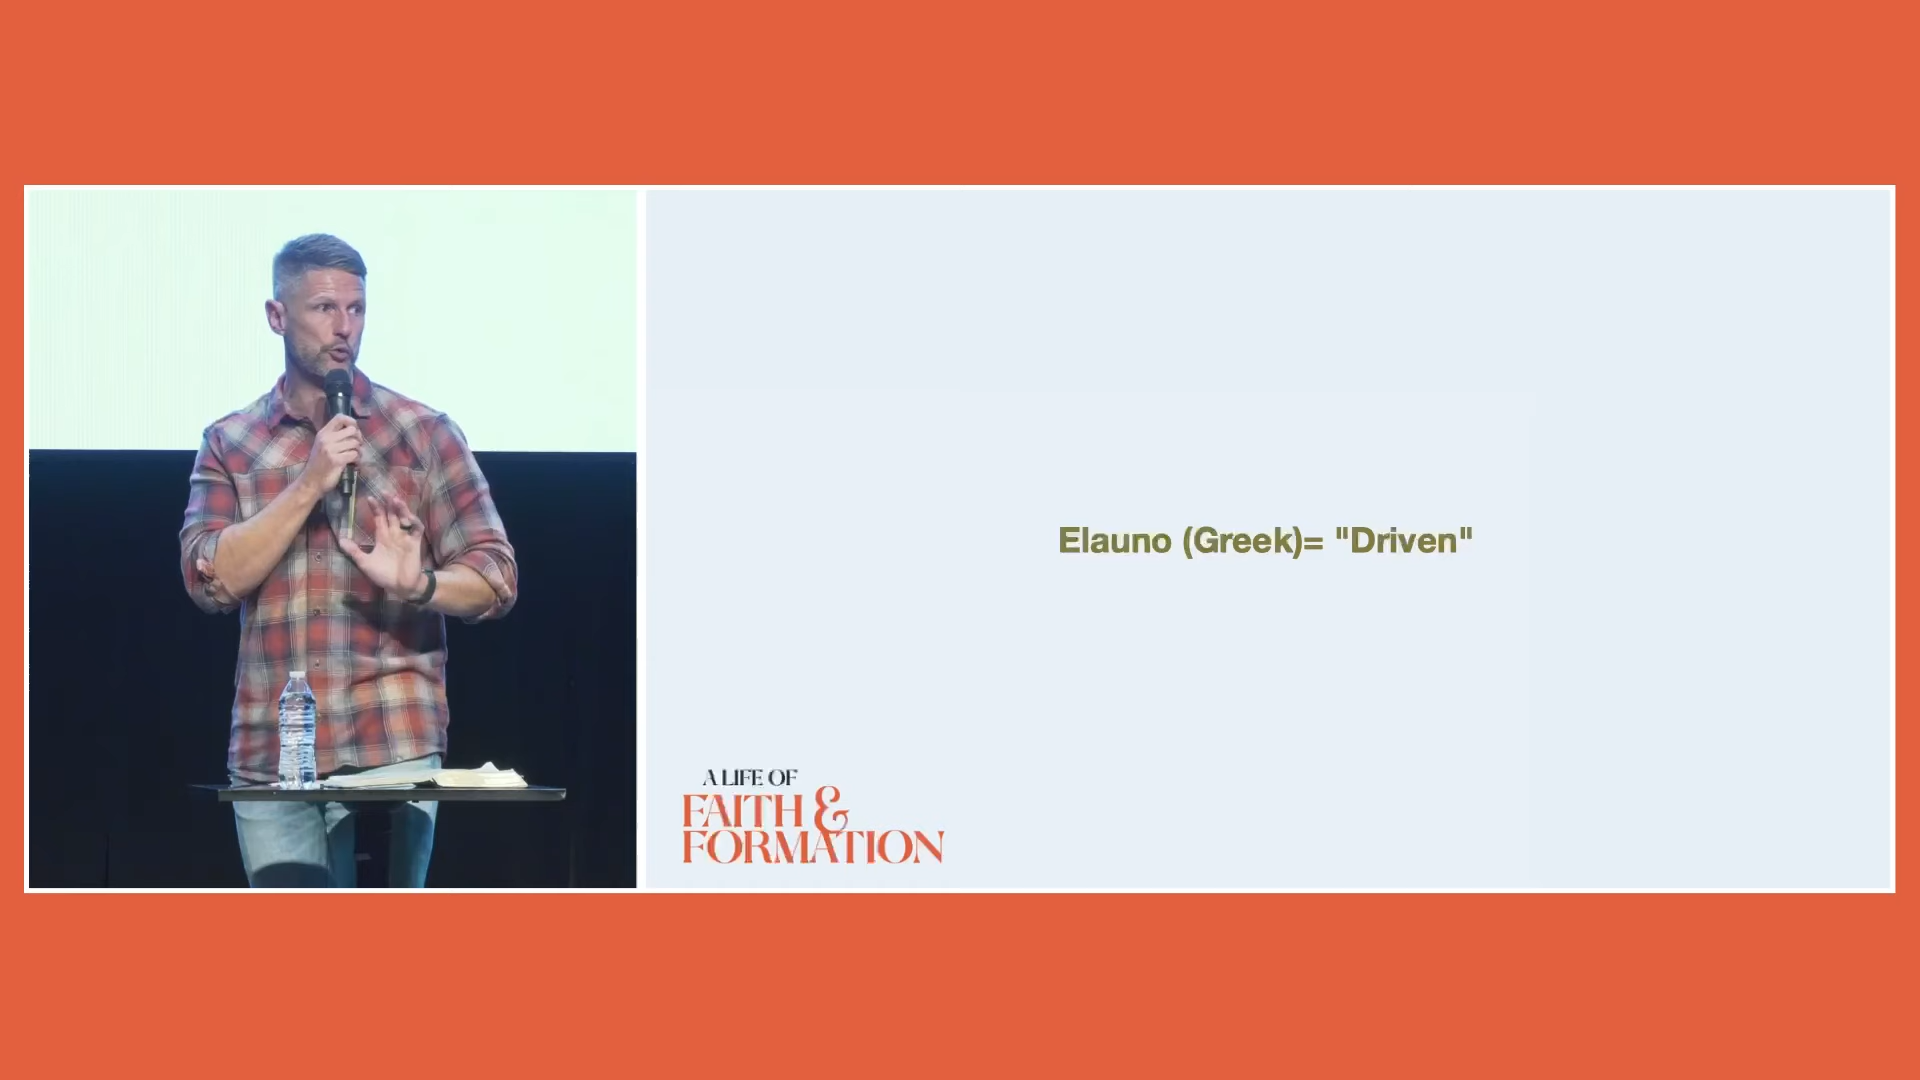 Elauno (Greek)= "Driven"
A LIFE OF
FAITH &
FORMATION